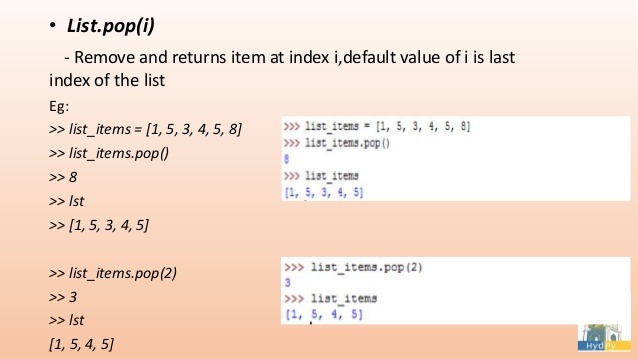 • List.pop(i)
- Remove and returns item at index i,default value of i is last
index of the list
Eg:
>> list_items = [1, 5, 3, 4, 5, 8]
>> list_items.pop()
>> 8
>> lst
>> [1, 5, 3, 4, 5]
>>> list_items = [1, 5, 3, 4, 5, 8]
>>> list_items.pop()
8
>>> list_items
[1, 5, 3, 4, 5]
>> list_items.pop(2)
>> 3
>> lst
[1, 5, 4, 5]
>>> list_items.pop(2)
3
>>> list_items
[1, 5, 4, 5]
HydPy